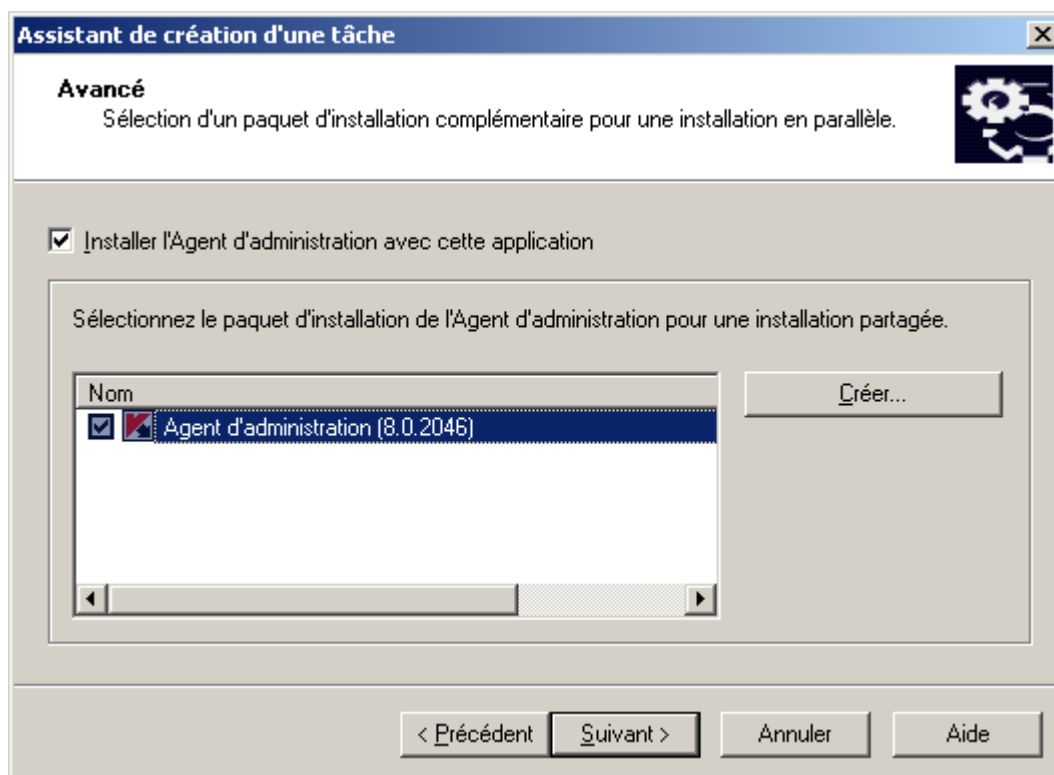 Assistant de création d'une tâche
Avancé
Sélection d'un paquet d'installation complémentaire pour une installation en parallèle.
Installer l'Agent d'administration avec cette application
Sélectionnez le paquet d'installation de l'Agent d'administration pour une installation partagée.
Nom
Créer...
Agent d'administration (8.0.2046)
< Précédent
Suivant >
Annuler
Aide